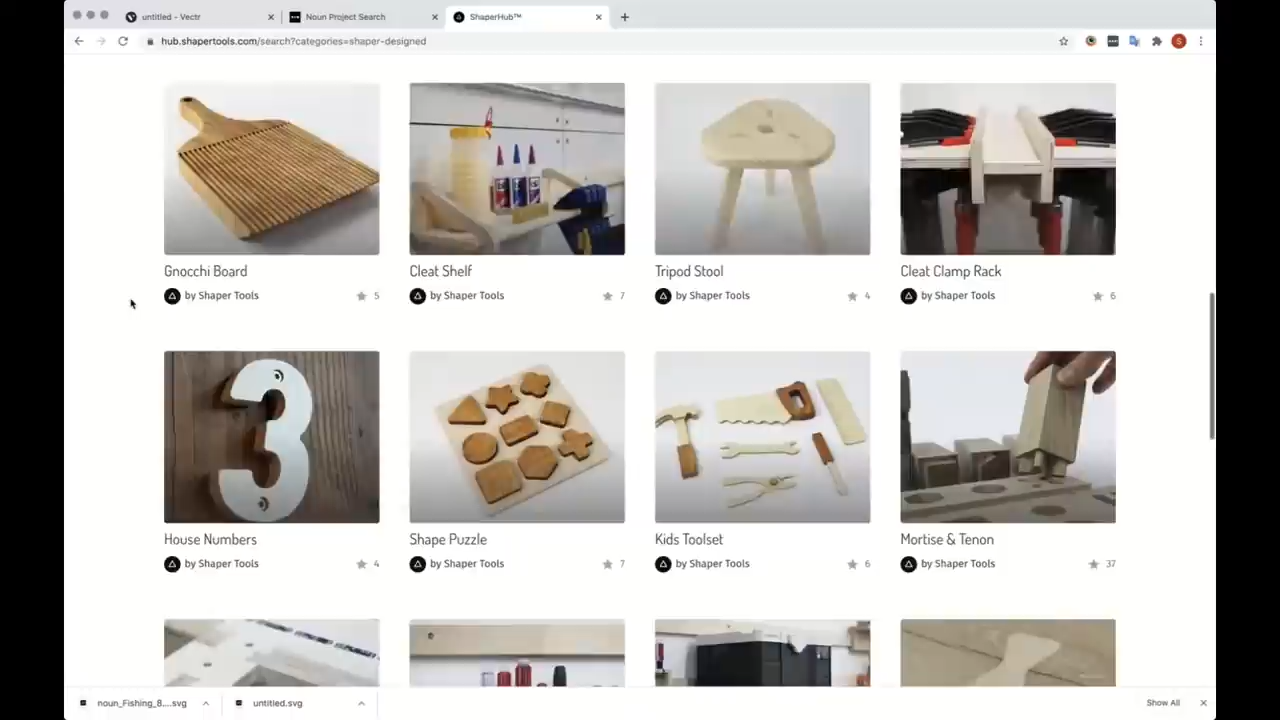 untitled - Vectr
Noun Project Search
ShaperHub™
hub.shapertools.com/search?categories=shaper-designed
S
Gnocchi Board
Cleat Shelf
Tripod Stool
Cleat Clamp Rack
by Shaper Tools 5
by Shaper Tools 7
by Shaper Tools 4
by Shaper Tools 6
3
House Numbers
Shape Puzzle
Kids Toolset
Mortise & Tenon
by Shaper Tools 4
by Shaper Tools 7
by Shaper Tools 6
by Shaper Tools 37
noun_Fishing_8....svg
untitled.svg
Show All